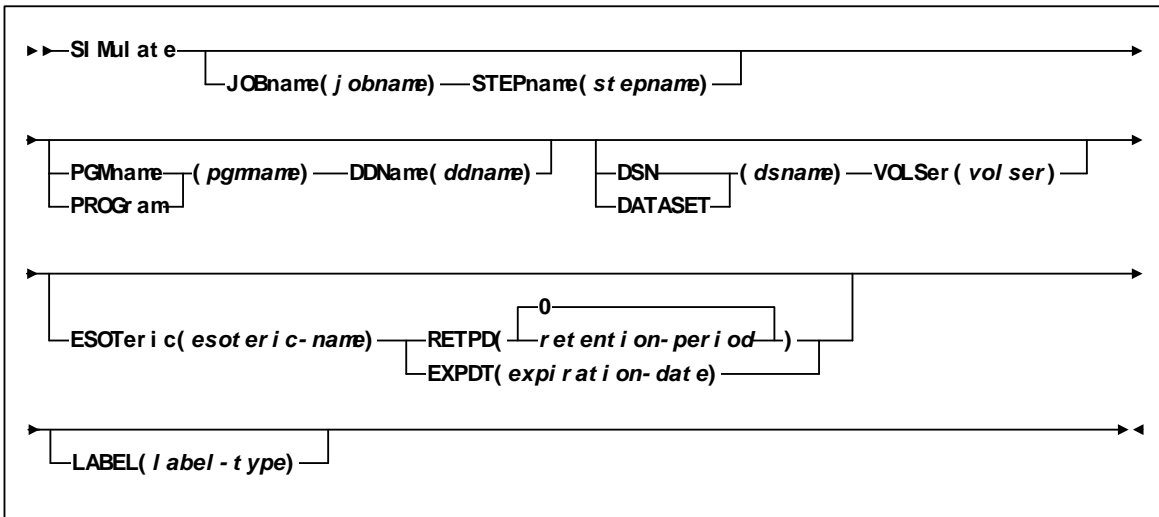 SIMulate
JOBname(jobname) STEPname(stepname)
PGMname (pgmname) DDName(ddname) DSN (dsname) VOLSer(volser)
PROGram DATASET
0
ESOTeric(esoteric-name) RETPD( retention-period )
EXPDT(expiration-date)
LABEL(label-type)